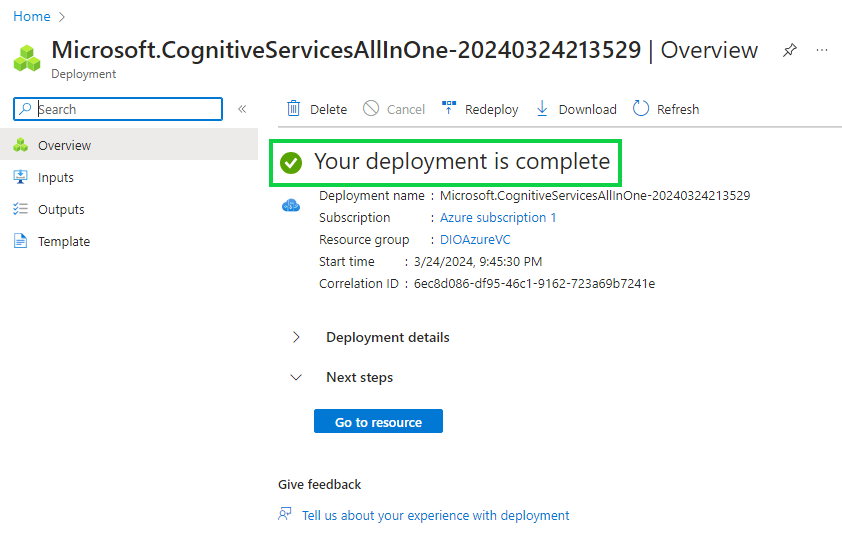 Home
Microsoft.CognitiveServicesAllInOne-20240324213529 | Overview
Deployment
Search
Delete
Cancel
Redeploy
Download
Refresh
Overview
Inputs
Outputs
Template
Your deployment is complete
Deployment name : Microsoft.CognitiveServicesAllInOne-20240324213529
Subscription : Azure subscription 1
Resource group : DIOAzureVC
Start time : 3/24/2024, 9:45:30 PM
Correlation ID : 6ec8d086-df95-46c1-9162-723a69b7241e
Deployment details
Next steps
Go to resource
Give feedback
Tell us about your experience with deployment